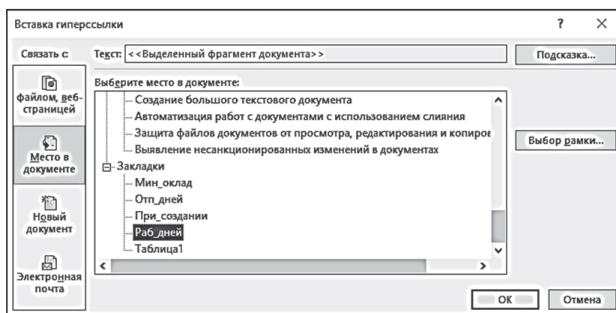 Вставка гиперссылки
? ×
Связать с:
Текст: <<Выделенный фрагмент документа>>
Подсказка...
файлом, веб-
страницей
Место в
документе
Новый
документ
Электронная
почта
Выберите место в документе:
Создание большого текстового документа
Автоматизация работ с документами с использованием слияния
Защита файлов документов от просмотра, редактирования и копиров
Выявление несанкционированных изменений в документах
Закладки
Мин_оклад
Отп_дней
При_создании
Раб_дней
Таблица1
Выбор рамки...
ОК
Отмена